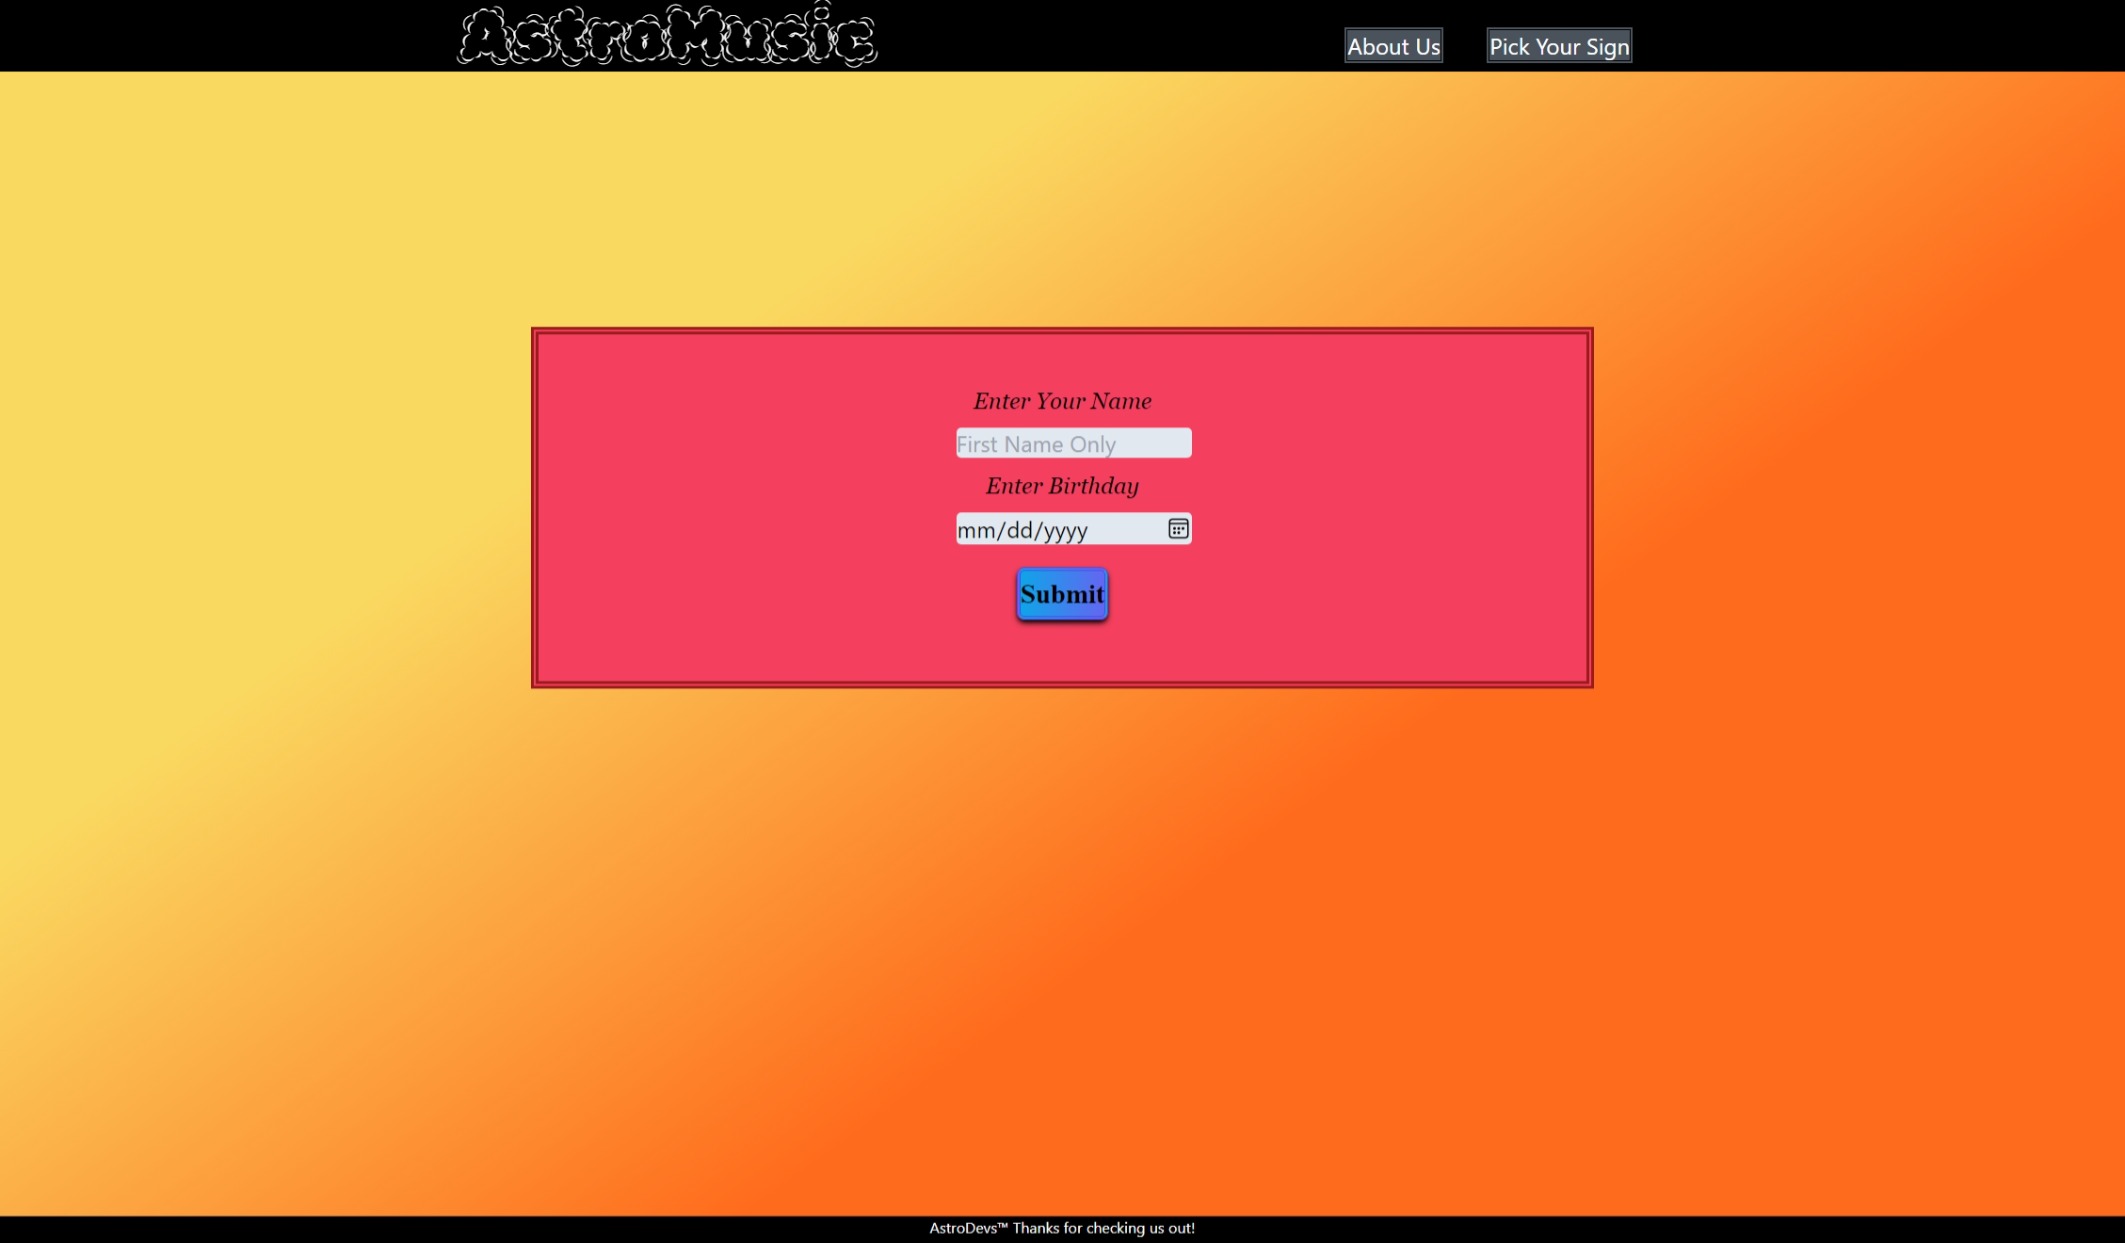 AstroMusic
About Us
Pick Your Sign
Enter Your Name
First Name Only
Enter Birthday
mm/dd/yyyy
Submit
AstroDevs™ Thanks for checking us out!